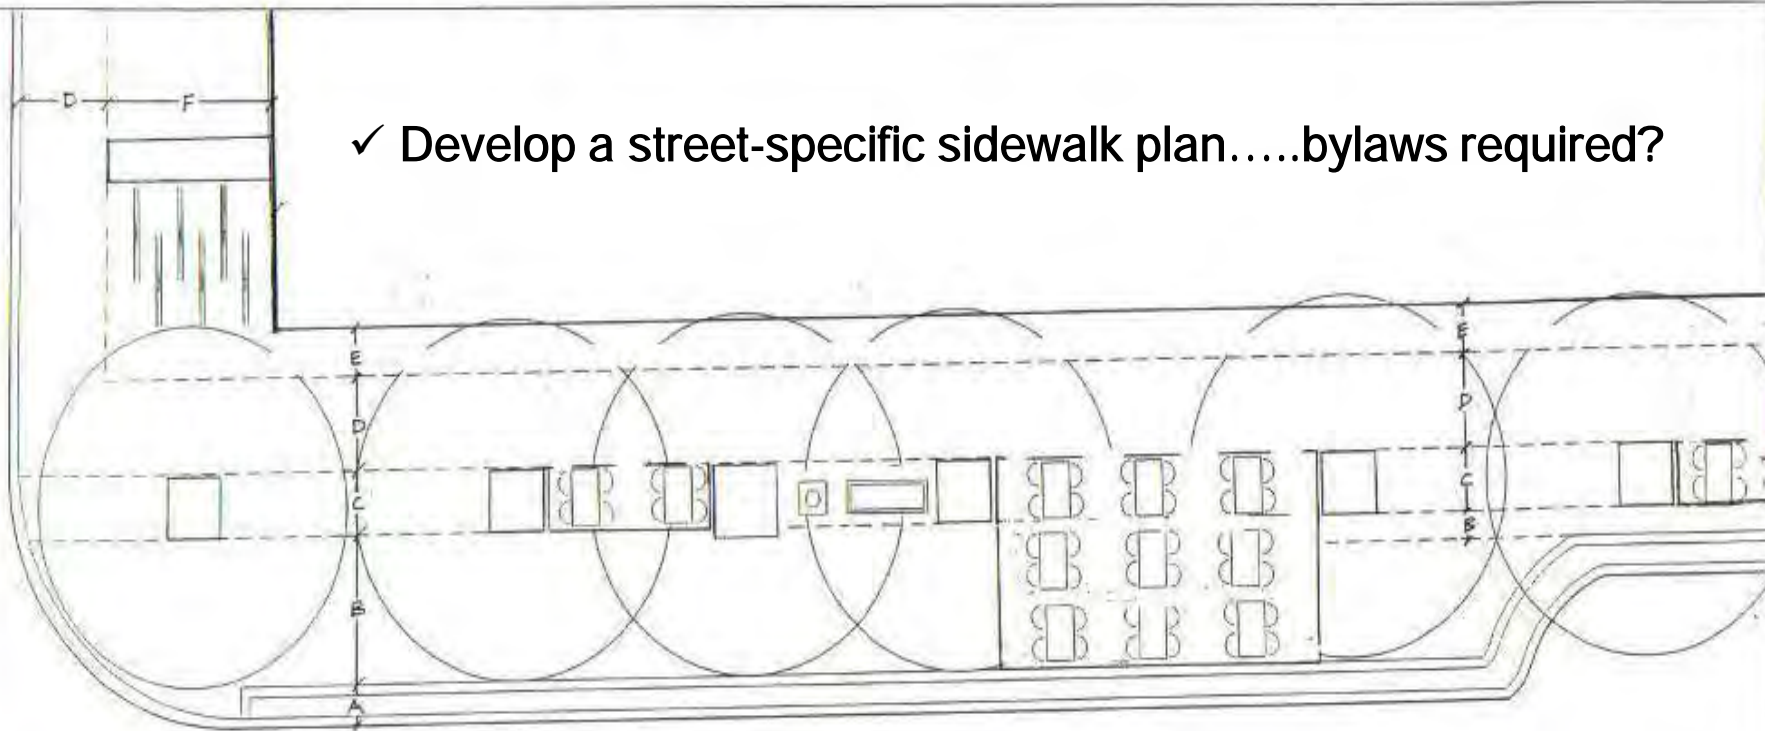 D F
✓ Develop a street-specific sidewalk plan…..bylaws required?
E
E
D
D
C
C
B
B
A